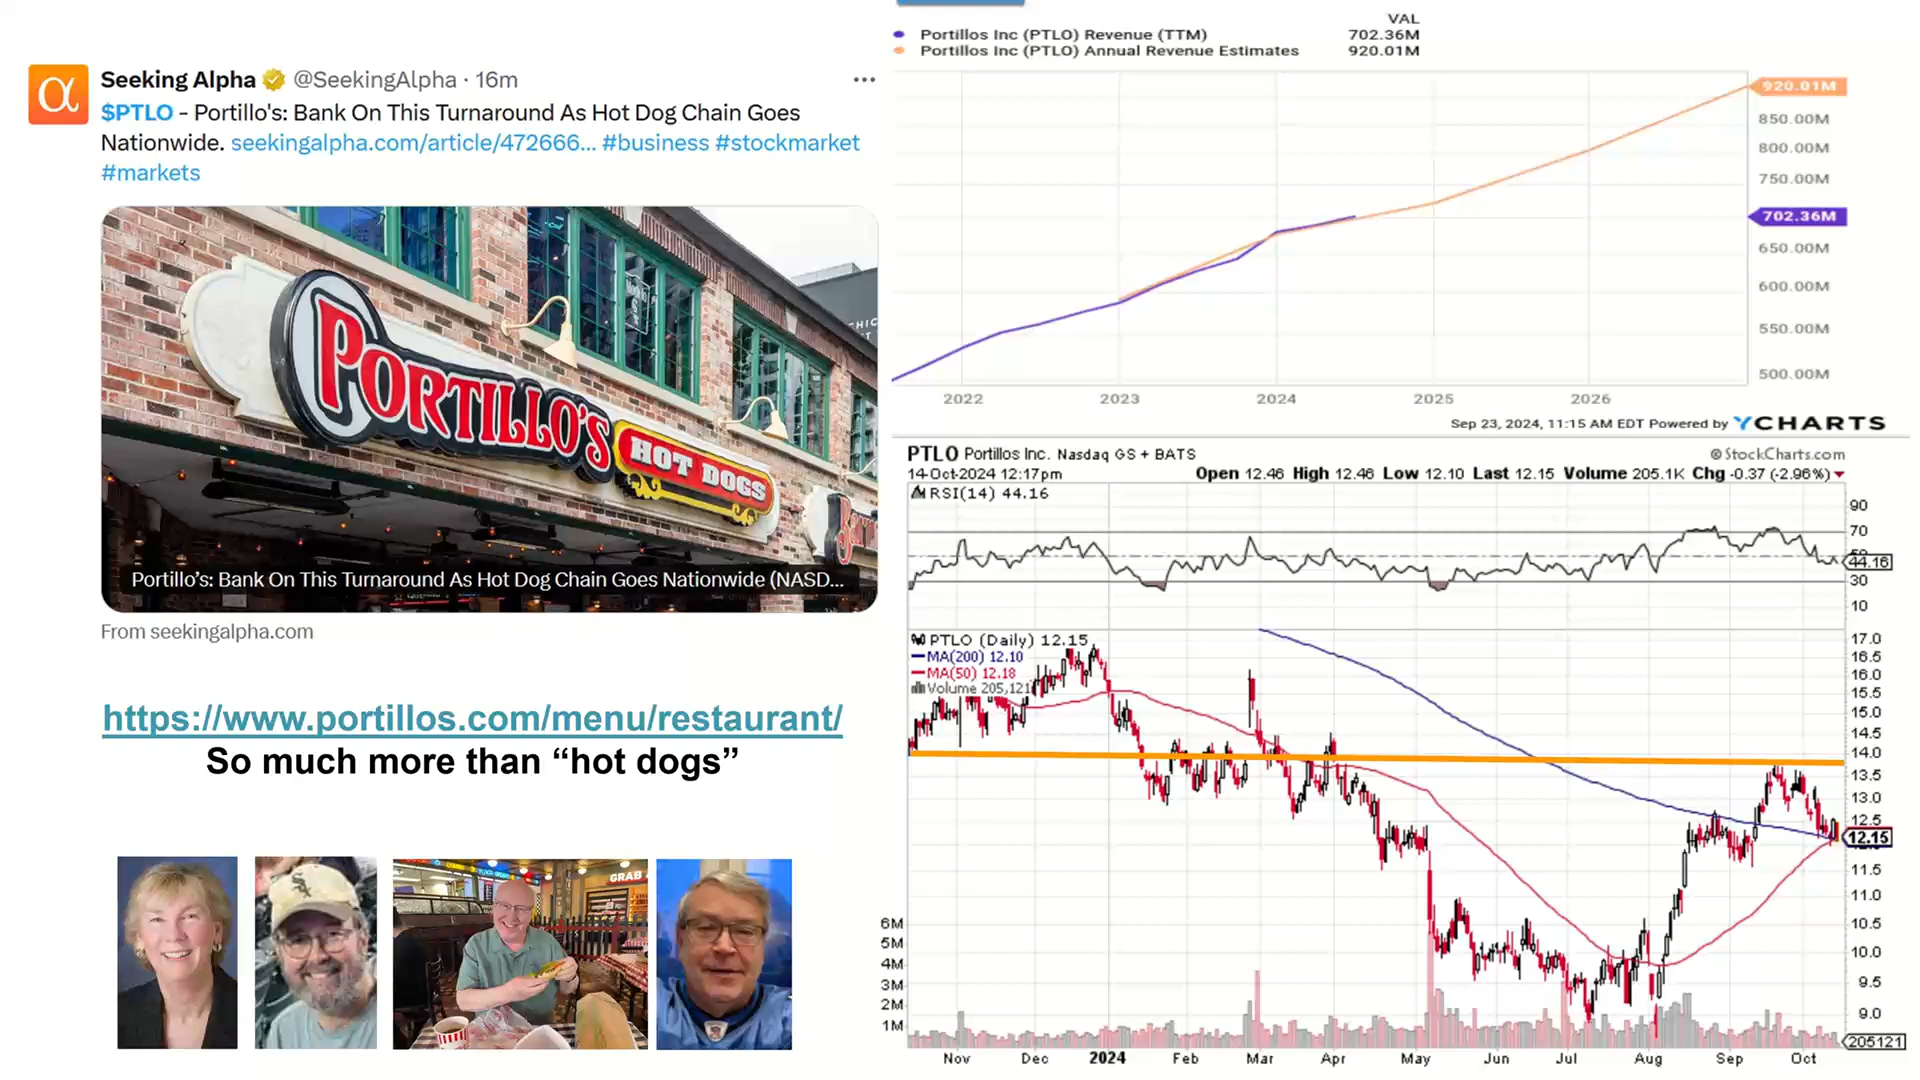 Seeking Alpha @SeekingAlpha · 16m
$PTLO - Portillo's: Bank On This Turnaround As Hot Dog Chain Goes
Nationwide. seekingalpha.com/article/472666... #business #stockmarket
#markets
PORTILLO'S
HOT DOGS
Portillo's: Bank On This Turnaround As Hot Dog Chain Goes Nationwide (NASD...
From seekingalpha.com
https://www.portillos.com/menu/restaurant/
So much more than “hot dogs”
GRAB
VAL
Portillos Inc (PTLO) Revenue (TTM) 702.36M
Portillos Inc (PTLO) Annual Revenue Estimates 920.01M
920.01M
850.00M
800.00M
750.00M
702.36M
650.00M
600.00M
550.00M
500.00M
2022 2023 2024 2025 2026
Sep 23, 2024, 11:15 AM EDT Powered by YCHARTS
PTLO Portillos Inc. Nasdaq GS + BATS © StockCharts.com
14-Oct-2024 12:17pm Open 12.46 High 12.46 Low 12.10 Last 12.15 Volume 205.1K Chg -0.37 (-2.96%)
RSI(14) 44.16
90
70
44.16
30
10
PTLO (Daily) 12.15
MA(200) 12.10
MA(50) 12.18
Volume 205,121
17.0
16.5
16.0
15.5
15.0
14.5
14.0
13.5
13.0
12.5
12.15
11.5
11.0
10.5
10.0
9.5
9.0
6M
5M
4M
3M
2M
1M
205121
Nov Dec 2024 Feb Mar Apr May Jun Jul Aug Sep Oct